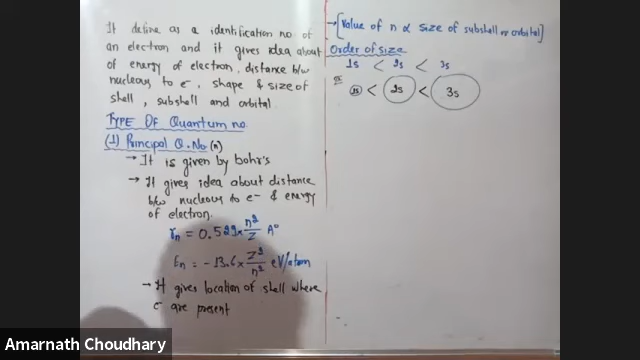 It define as a identification no. of
an electron and it gives idea about
of energy of electron, distance b/w
nucleous to e-, shape & size of
shell, subshell and orbital.
TYPE OF Quantum no.
(1) Principal Q.No. (n)
→ It is given by bohr's
→ It gives idea about distance
b/w nucleous to e- & energy
of electron.
rn = 0.529 x n²/Z A°
En = -13.6 x Z²/n² eV/atom
→ It gives location of shell where
e- are present
→ [Value of n ∝ size of subshell or orbital]
Order of size
1s < 2s < 3s
or
1s < 2s < 3s
Amarnath Choudhary